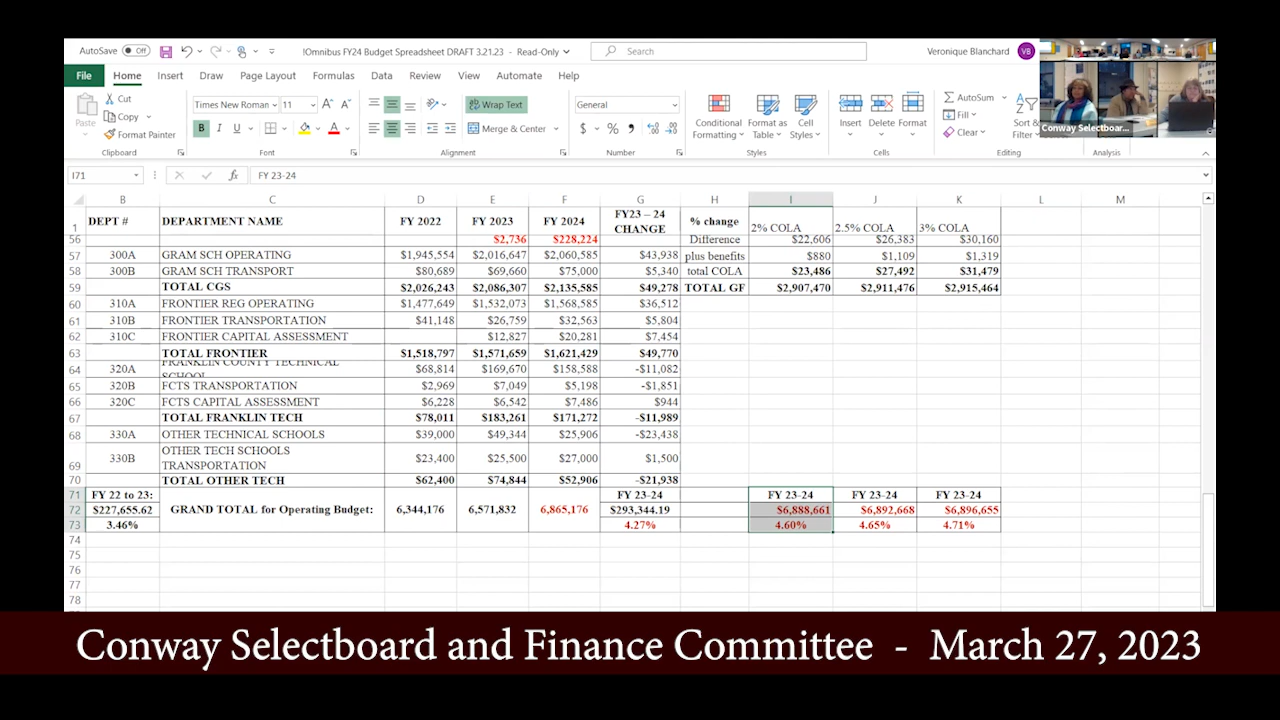 AutoSave Off !Omnibus FY24 Budget Spreadsheet DRAFT 3.21.23 - Read-Only Search Veronique Blanchard VB
File Home Insert Draw Page Layout Formulas Data Review View Automate Help
Paste Cut Copy Format Painter Clipboard
Times New Roman 11 B I U Font
Wrap Text Merge & Center Alignment
General $ % Number
Conditional Formatting Format as Table Cell Styles Styles
Insert Delete Format Cells
AutoSum Fill Clear Sort & Filter Editing Analysis
Conway Selectboar...
I71 fx FY 23-24
B C D E F G H I J K L M
1 DEPT # DEPARTMENT NAME FY 2022 FY 2023 FY 2024 FY23 – 24 CHANGE % change 2% COLA 2.5% COLA 3% COLA
56 $2,736 $228,224 Difference $22,606 $26,383 $30,160
57 300A GRAM SCH OPERATING $1,945,554 $2,016,647 $2,060,585 $43,938 plus benefits $880 $1,109 $1,319
58 300B GRAM SCH TRANSPORT $80,689 $69,660 $75,000 $5,340 total COLA $23,486 $27,492 $31,479
59 TOTAL CGS $2,026,243 $2,086,307 $2,135,585 $49,278 TOTAL GF $2,907,470 $2,911,476 $2,915,464
60 310A FRONTIER REG OPERATING $1,477,649 $1,532,073 $1,568,585 $36,512
61 310B FRONTIER TRANSPORTATION $41,148 $26,759 $32,563 $5,804
62 310C FRONTIER CAPITAL ASSESSMENT $12,827 $20,281 $7,454
63 TOTAL FRONTIER $1,518,797 $1,571,659 $1,621,429 $49,770
64 320A FRANKLIN COUNTY TECHNICAL SCHOOL $68,814 $169,670 $158,588 -$11,082
65 320B FCTS TRANSPORTATION $2,969 $7,049 $5,198 -$1,851
66 320C FCTS CAPITAL ASSESSMENT $6,228 $6,542 $7,486 $944
67 TOTAL FRANKLIN TECH $78,011 $183,261 $171,272 -$11,989
68 330A OTHER TECHNICAL SCHOOLS $39,000 $49,344 $25,906 -$23,438
69 330B OTHER TECH SCHOOLS TRANSPORTATION $23,400 $25,500 $27,000 $1,500
70 TOTAL OTHER TECH $62,400 $74,844 $52,906 -$21,938
71 FY 22 to 23: FY 23-24 FY 23-24 FY 23-24 FY 23-24
72 $227,655.62 GRAND TOTAL for Operating Budget: 6,344,176 6,571,832 6,865,176 $293,344.19 $6,888,661 $6,892,668 $6,896,655
73 3.46% 4.27% 4.60% 4.65% 4.71%
74
75
76
77
78
Conway Selectboard and Finance Committee - March 27, 2023